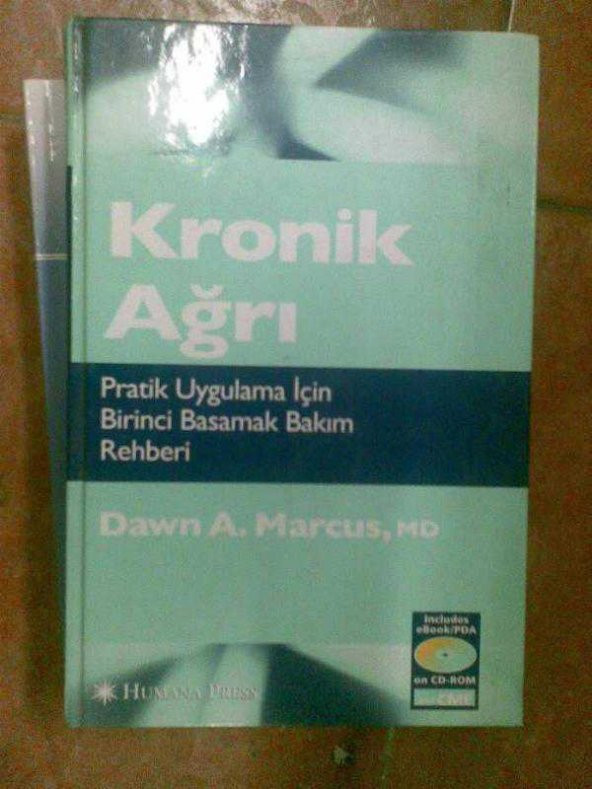 Kronik
Ağrı
Pratik Uygulama İçin
Birinci Basamak Bakım
Rehberi
Dawn A. Marcus, MD
Includes
eBook/PDA
on CD-ROM
CME
HUMANA PRESS